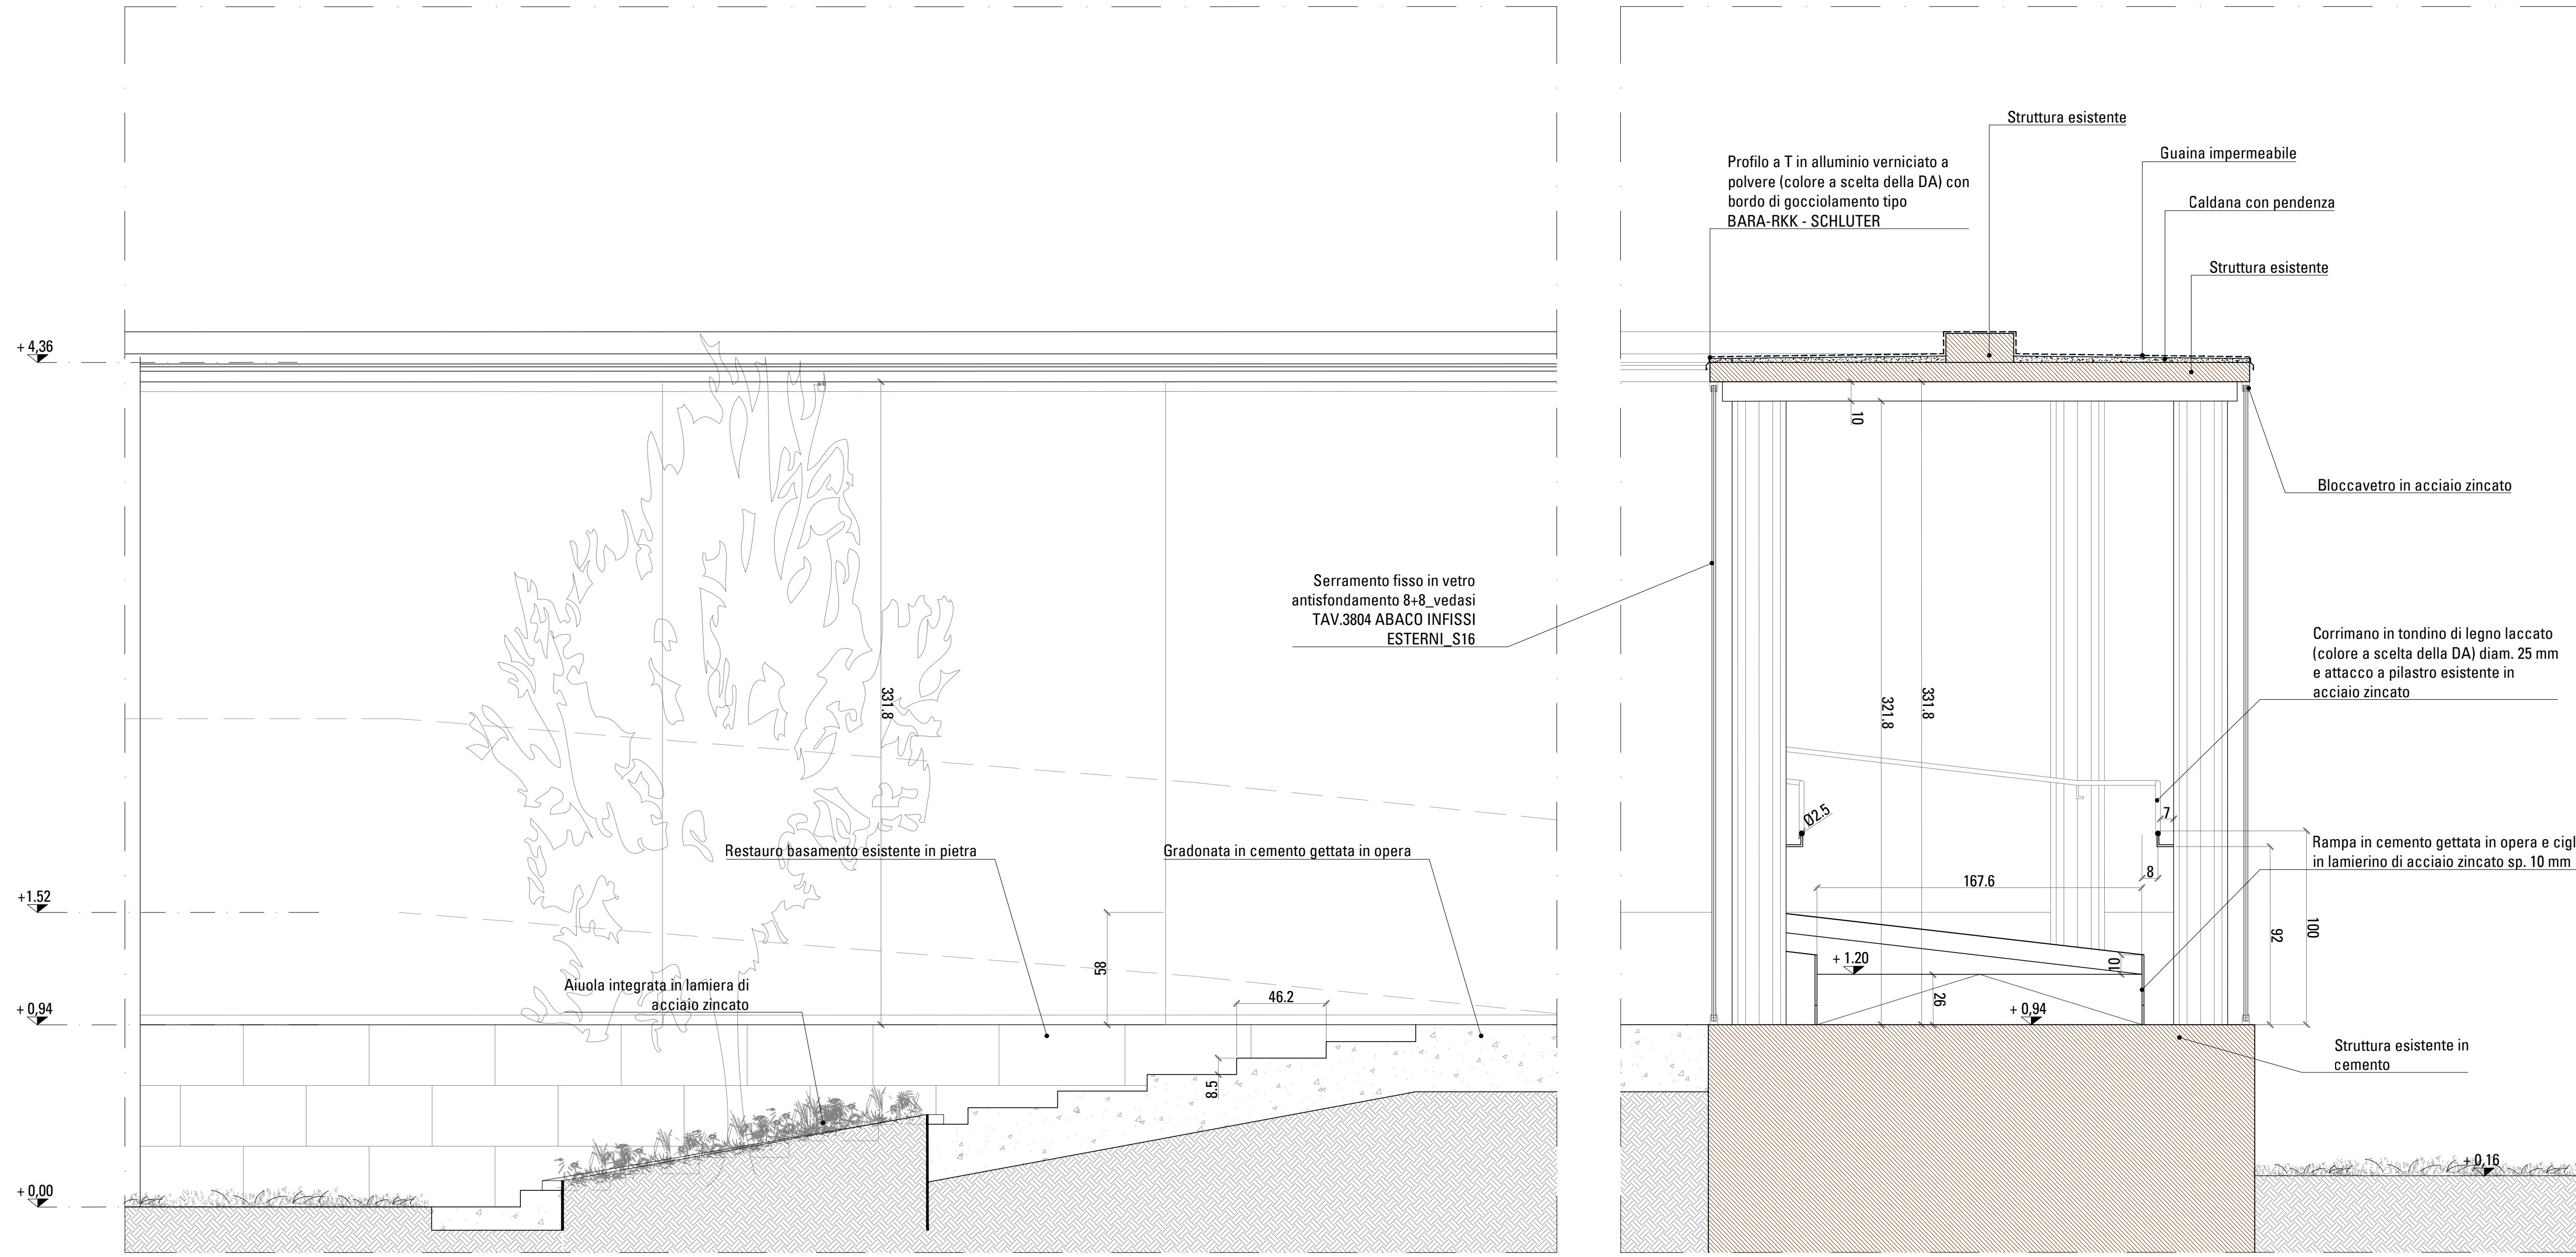 Struttura esistente
Guaina impermeabile
Profilo a T in alluminio verniciato a
polvere (colore a scelta della DA) con
bordo di gocciolamento tipo
BARA-RKK - SCHLUTER
Caldana con pendenza
Struttura esistente
+ 4,36
10
Bloccavetro in acciaio zincato
Serramento fisso in vetro
antisfondamento 8+8_vedasi
TAV.3804 ABACO INFISSI
ESTERNI_S16
Corrimano in tondino di legno laccato
(colore a scelta della DA) diam. 25 mm
e attacco a pilastro esistente in
acciaio zincato
331.8
321.8
331.8
Ø2.5
7
Restauro basamento esistente in pietra
Gradonata in cemento gettata in opera
Rampa in cemento gettata in opera e cigl
in lamierino di acciaio zincato sp. 10 mm
8
167.6
+1.52
100
92
58
+ 1.20
10
Aiuola integrata in lamiera di
acciaio zincato
46.2
26
+ 0,94
+ 0,94
Struttura esistente in
cemento
8.5
+ 0,16
+ 0,00